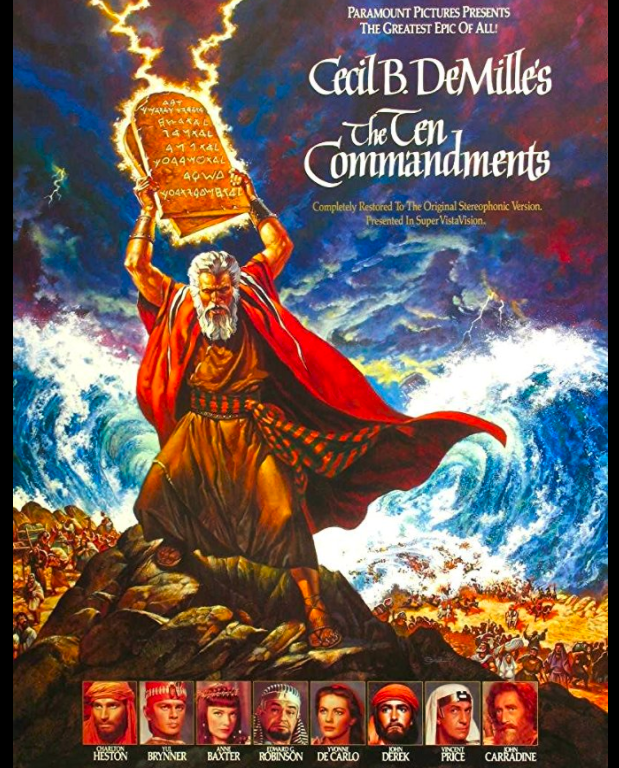 PARAMOUNT PICTURES PRESENTS
THE GREATEST EPIC OF ALL!
Cecil B. DeMille's
The Ten
Commandments
Completely Restored To The Original Stereophonic Version.
Presented In Super VistaVision.
CHARLTON HESTON
YUL BRYNNER
ANNE BAXTER
EDWARD G. ROBINSON
YVONNE DE CARLO
JOHN DEREK
VINCENT PRICE
JOHN CARRADINE